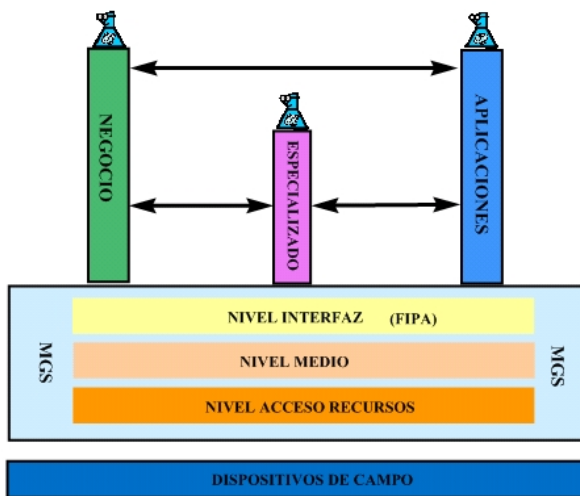 NEGOCIO
ESPECIALIZADO
APLICACIONES
MGS
NIVEL INTERFAZ (FIPA)
NIVEL MEDIO
NIVEL ACCESO RECURSOS
MGS
DISPOSITIVOS DE CAMPO